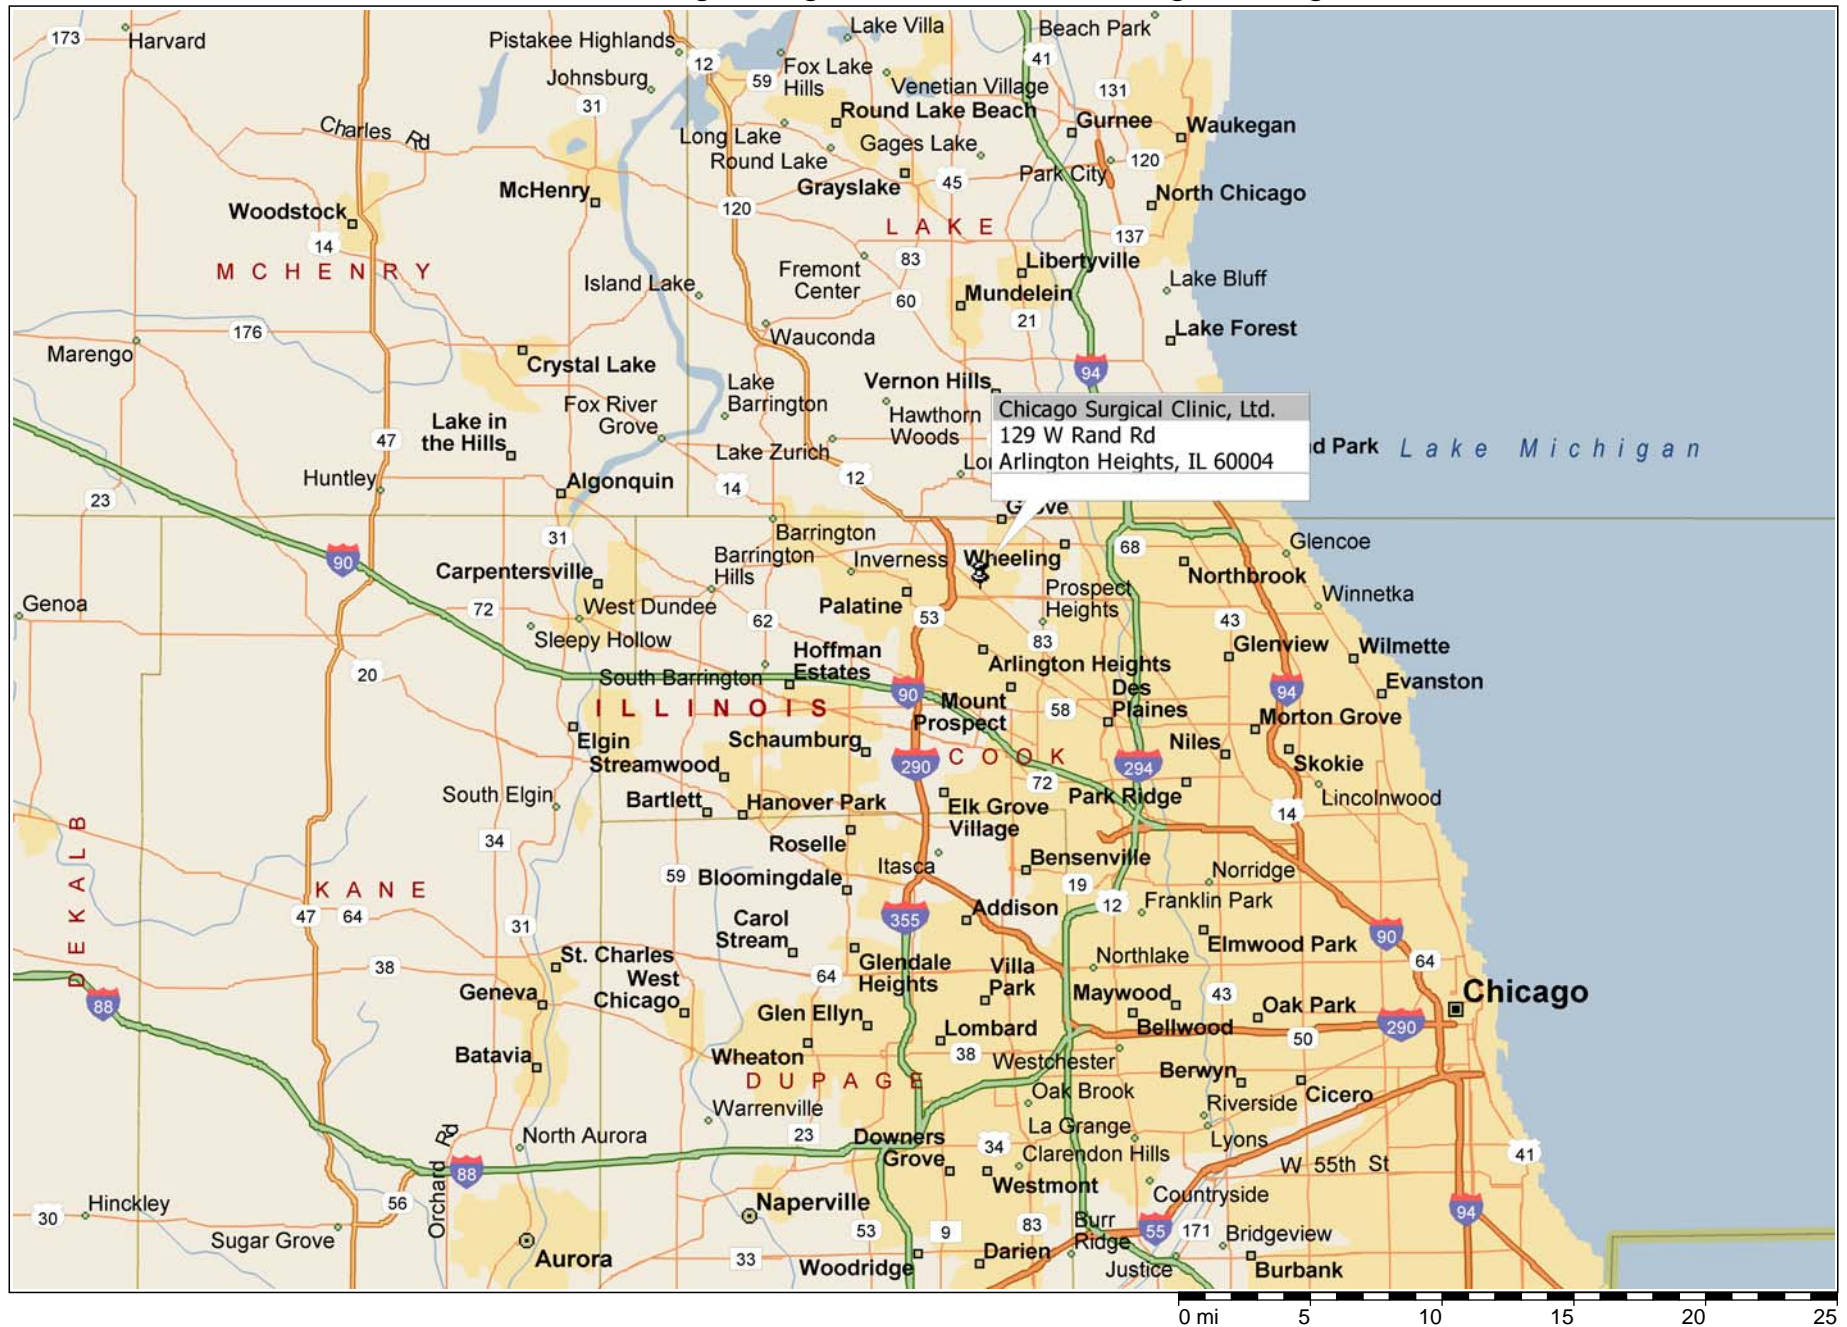 173
Harvard
Pistakee Highlands
12
Lake Villa
Beach Park
41
Johnsburg
59
Fox Lake
Hills
Venetian Village
131
31
Round Lake Beach
Gurnee
Waukegan
Charles Rd
Long Lake
Round Lake
Gages Lake
120
Park City
McHenry
Grayslake
45
North Chicago
Woodstock
120
14
L A K E
137
M C H E N R Y
Island Lake
Fremont
Center
83
Libertyville
60
Mundelein
Lake Bluff
21
176
Marengo
Wauconda
Lake Forest
Crystal Lake
94
Lake
Barrington
Vernon Hills
Fox River
Grove
Hawthorn
Woods
Chicago Surgical Clinic, Ltd.
129 W Rand Rd
Arlington Heights, IL 60004
Lake in
the Hills
47
Lake Zurich
d Park
Lake Michigan
Huntley
Algonquin
14
12
23
Grove
31
Barrington
68
Glencoe
90
Carpentersville
Barrington
Hills
Inverness
Wheeling
Northbrook
Genoa
72
West Dundee
Palatine
Prospect
Heights
Winnetka
62
53
43
Sleepy Hollow
83
Glenview
Wilmette
20
Hoffman
Estates
South Barrington
Arlington Heights
90
94
Evanston
I L L I N O I S
Mount
Prospect
58
Des
Plaines
Morton Grove
Elgin
Schaumburg
Niles
Streamwood
290
C O O K
294
Skokie
72
South Elgin
Bartlett
Hanover Park
Elk Grove
Village
Park Ridge
Lincolnwood
34
Roselle
14
D E K A L B
Itasca
Bensenville
Norridge
K A N E
59
Bloomingdale
19
47
64
355
Addison
12
Franklin Park
31
Carol
Stream
90
Elmwood Park
38
St. Charles
64
Glendale
Heights
Villa
Park
Northlake
64
88
Geneva
West
Chicago
Maywood
43
Oak Park
Chicago
Glen Ellyn
Lombard
Bellwood
290
Batavia
Wheaton
38
Westchester
50
D U P A G E
Berwyn
Cicero
Oak Brook
Riverside
Warrenville
La Grange
Lyons
North Aurora
23
Downers
Grove
34
Clarendon Hills
W 55th St
41
Orchard Rd
88
Westmont
Countryside
Hinckley
56
Naperville
94
30
Sugar Grove
53
9
83
Burr
Ridge
55
171
Bridgeview
Aurora
33
Woodridge
Darien
Justice
Burbank
0 mi 5 10 15 20 25